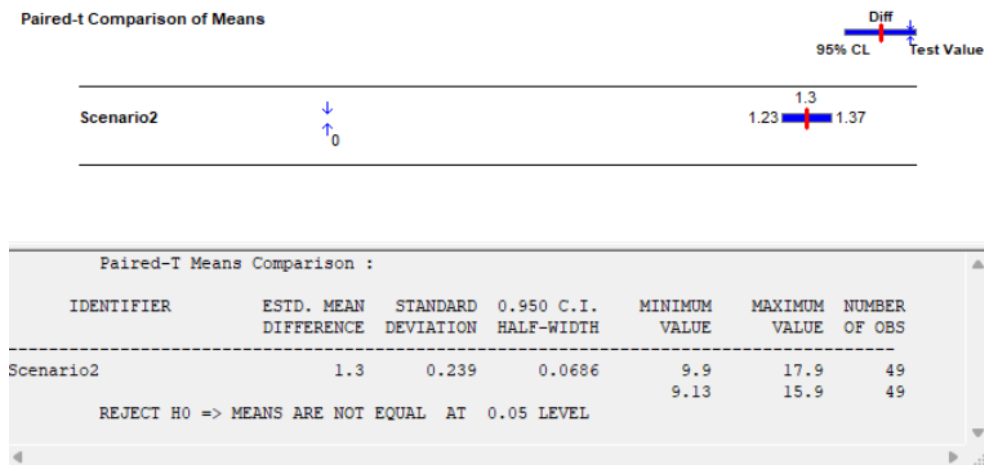 Paired-t Comparison of Means
Diff
95% CL Test Value
1.3
Scenario2 1.23 1.37
0
Paired-T Means Comparison :
IDENTIFIER ESTD. MEAN STANDARD 0.950 C.I. MINIMUM MAXIMUM NUMBER
DIFFERENCE DEVIATION HALF-WIDTH VALUE VALUE OF OBS
Scenario2 1.3 0.239 0.0686 9.9 17.9 49
9.13 15.9 49
REJECT H0 => MEANS ARE NOT EQUAL AT 0.05 LEVEL